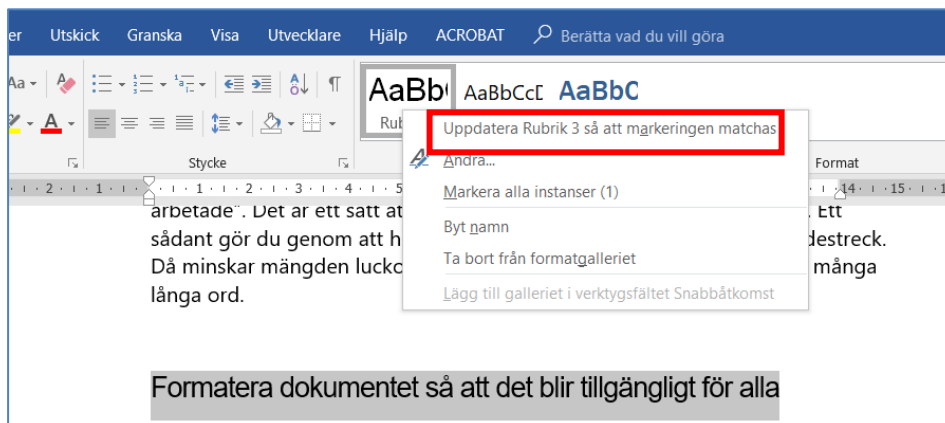 er Utskick Granska Visa Utvecklare Hjälp ACROBAT Berätta vad du vill göra
Aa AaBb AaBbCcD AaBbC
A Rub
Uppdatera Rubrik 3 så att markeringen matchas
Ändra...
Stycke Format
Markera alla instanser (1)
2 1 1 2 3 4 5 14 15
arbetade". Det är ett sätt at . Ett
Byt namn
sådant gör du genom att h destreck.
Ta bort från formatgalleriet
Då minskar mängden lucko många
Lägg till galleriet i verktygsfältet Snabbåtkomst
långa ord.
Formatera dokumentet så att det blir tillgängligt för alla